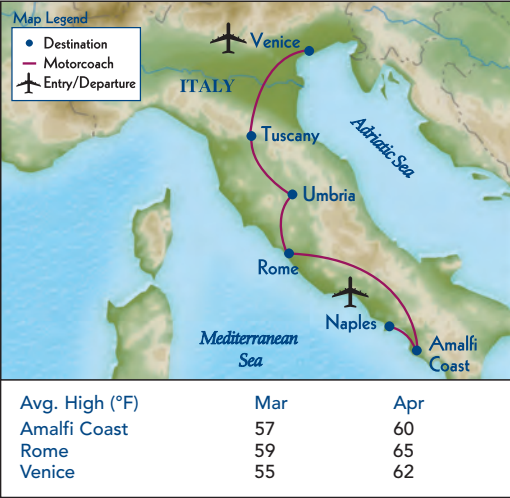 Map Legend
Destination
Motorcoach
Entry/Departure
Venice
ITALY
Tuscany
Adriatic Sea
Umbria
Rome
Naples
Mediterranean
Sea
Amalfi
Coast
Avg. High (°F) Mar Apr
Amalfi Coast 57 60
Rome 59 65
Venice 55 62